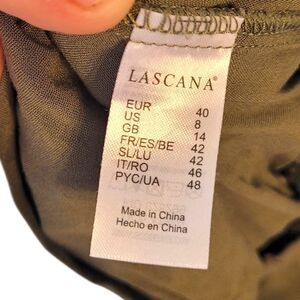 LASCANA®
EUR 40
US 8
GB 14
FR/ES/BE 42
SL/LU 42
IT/RO 46
PYC/UA 48
Made in China
Hecho en China